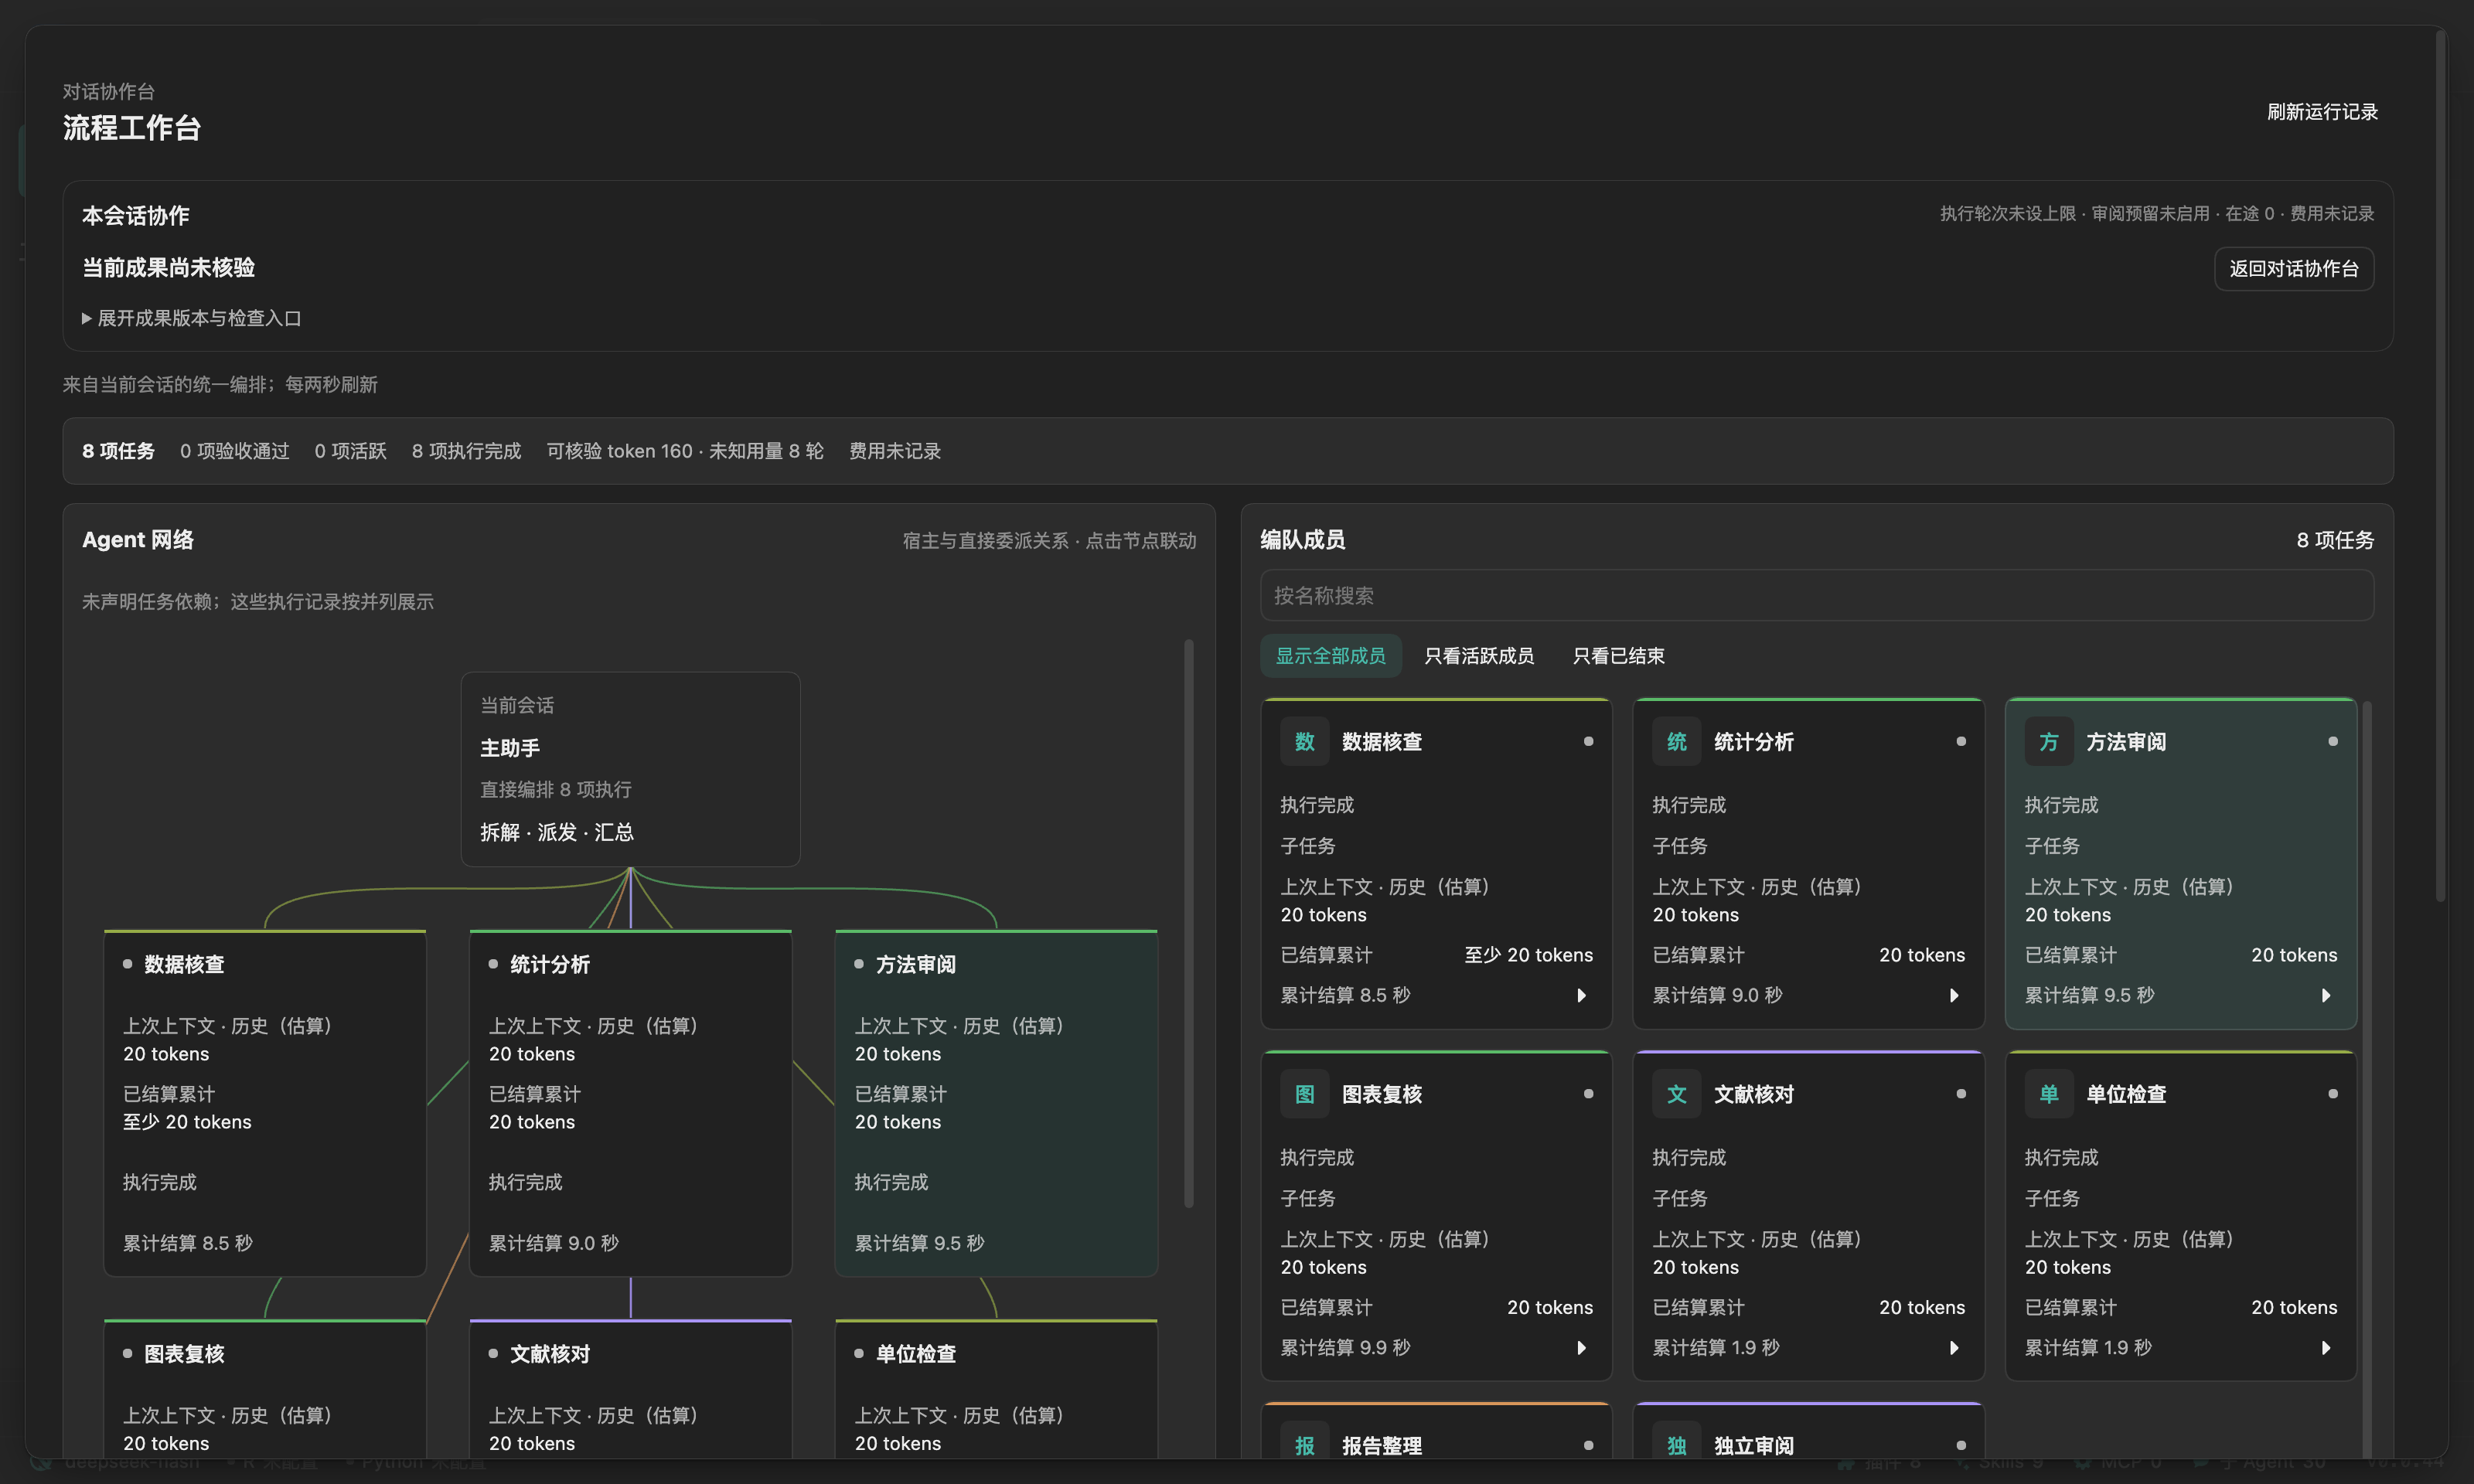 对话协作台
流程工作台
刷新运行记录
本会话协作
执行轮次未设上限 · 审阅预留未启用 · 在途 0 · 费用未记录
当前成果尚未核验
返回对话协作台
展开成果版本与检查入口
来自当前会话的统一编排；每两秒刷新
8 项任务 0 项验收通过 0 项活跃 8 项执行完成 可核验 token 160 · 未知用量 8 轮 费用未记录
Agent 网络
宿主与直接委派关系 · 点击节点联动
未声明任务依赖；这些执行记录按并列展示
当前会话
主助手
直接编排 8 项执行
拆解 · 派发 · 汇总
数据核查
上次上下文 · 历史（估算）
20 tokens
已结算累计
至少 20 tokens
执行完成
累计结算 8.5 秒
统计分析
上次上下文 · 历史（估算）
20 tokens
已结算累计
20 tokens
执行完成
累计结算 9.0 秒
方法审阅
上次上下文 · 历史（估算）
20 tokens
已结算累计
20 tokens
执行完成
累计结算 9.5 秒
图表复核
上次上下文 · 历史（估算）
20 tokens
文献核对
上次上下文 · 历史（估算）
20 tokens
单位检查
上次上下文 · 历史（估算）
20 tokens
编队成员
8 项任务
按名称搜索
显示全部成员 只看活跃成员 只看已结束
数 数据核查
执行完成
子任务
上次上下文 · 历史（估算）
20 tokens
已结算累计 至少 20 tokens
累计结算 8.5 秒
统 统计分析
执行完成
子任务
上次上下文 · 历史（估算）
20 tokens
已结算累计 20 tokens
累计结算 9.0 秒
方 方法审阅
执行完成
子任务
上次上下文 · 历史（估算）
20 tokens
已结算累计 20 tokens
累计结算 9.5 秒
图 图表复核
执行完成
子任务
上次上下文 · 历史（估算）
20 tokens
已结算累计 20 tokens
累计结算 9.9 秒
文 文献核对
执行完成
子任务
上次上下文 · 历史（估算）
20 tokens
已结算累计 20 tokens
累计结算 1.9 秒
单 单位检查
执行完成
子任务
上次上下文 · 历史（估算）
20 tokens
已结算累计 20 tokens
累计结算 1.9 秒
报 报告整理
独 独立审阅